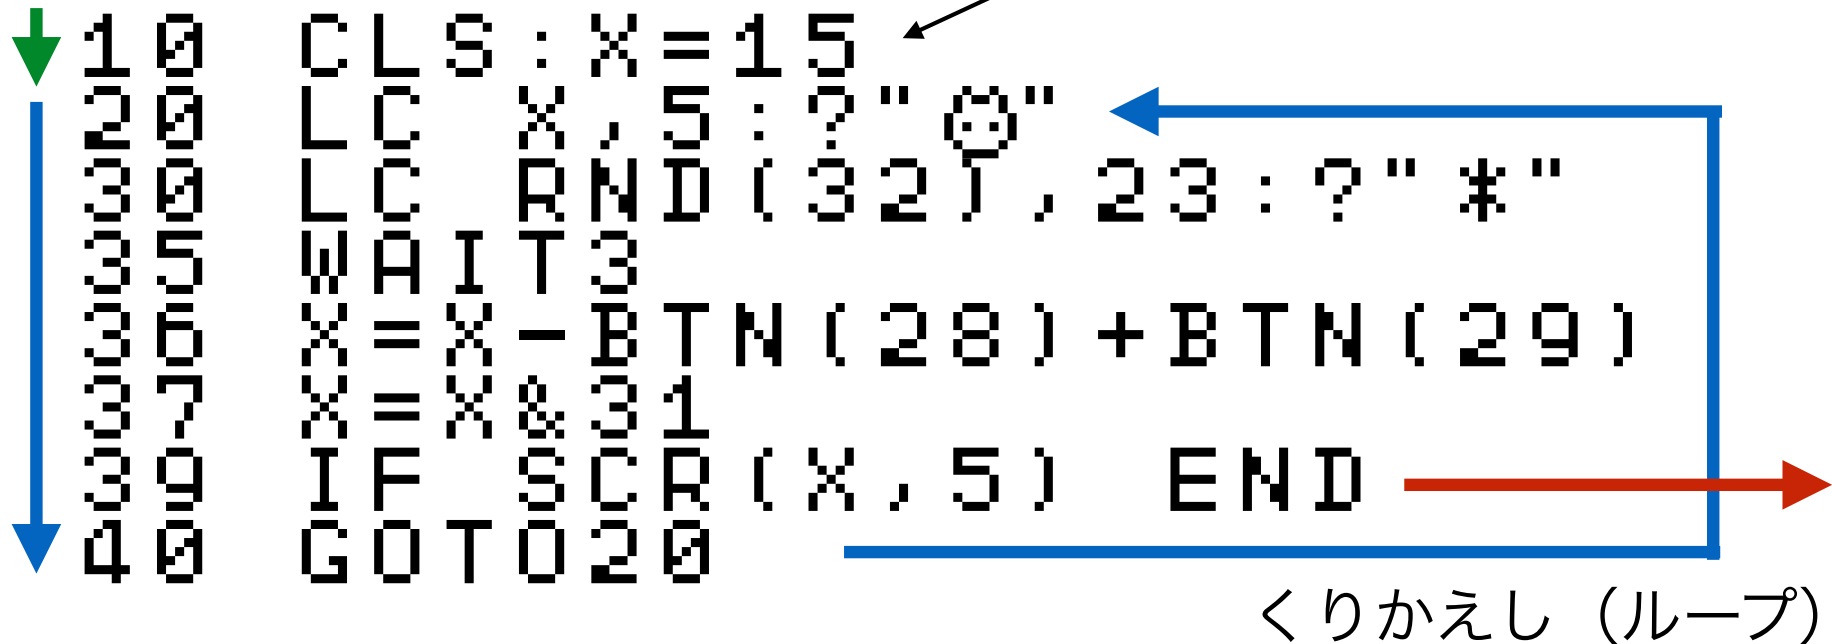 10 CLS:X=15
20 LC X,5:?"☺"
30 LC RND(32),23:?"*"
35 WAIT3
36 X=X-BTN(28)+BTN(29)
37 X=X&31
39 IF SCR(X,5) END
40 GOTO20
くりかえし（ループ）